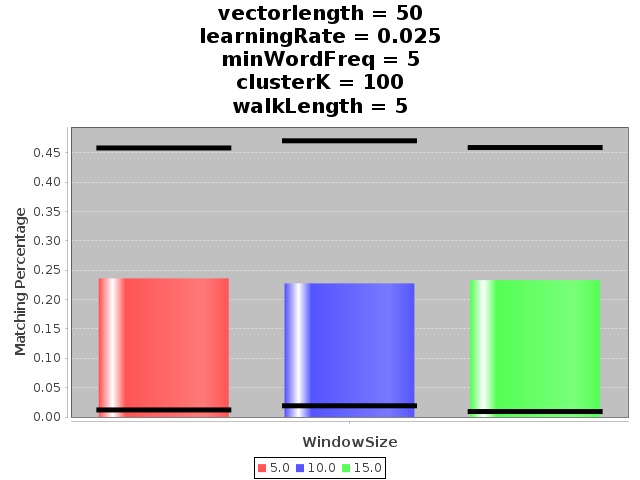 vectorlength = 50
learningRate = 0.025
minWordFreq = 5
clusterK = 100
walkLength = 5
0.45
0.40
0.35
0.30
0.25
0.20
0.15
0.10
0.05
0.00
Matching Percentage
WindowSize
5.0 10.0 15.0